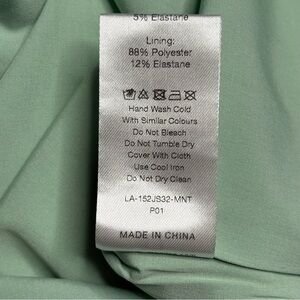 5% Elastane
Lining:
88% Polyester
12% Elastane
Hand Wash Cold
With Similar Colours
Do Not Bleach
Do Not Tumble Dry
Cover With Cloth
Use Cool Iron
Do Not Dry Clean
LA-152JS32-MNT
P01
MADE IN CHINA